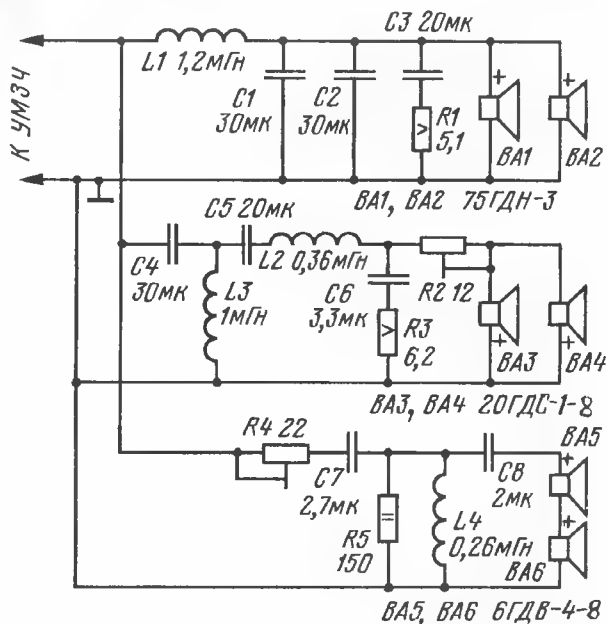 C3 20мк
L1 1,2мГн
К УМЗЧ
C1
30мк
C2
30мк
R1
5,1
BA1
BA2
BA1, BA2 75ГДН-3
C5 20мк
C4
30мк
L3
1мГн
L2 0,36мГн
C6
3,3мк
R2 12
R3
6,2
BA3
BA4
BA3, BA4 20ГДС-1-8
R4 22
C7
2,7мк
R5
150
L4
0,26мГн
C8
2мк
BA5
BA6
BA5, BA6 6ГДВ-4-8